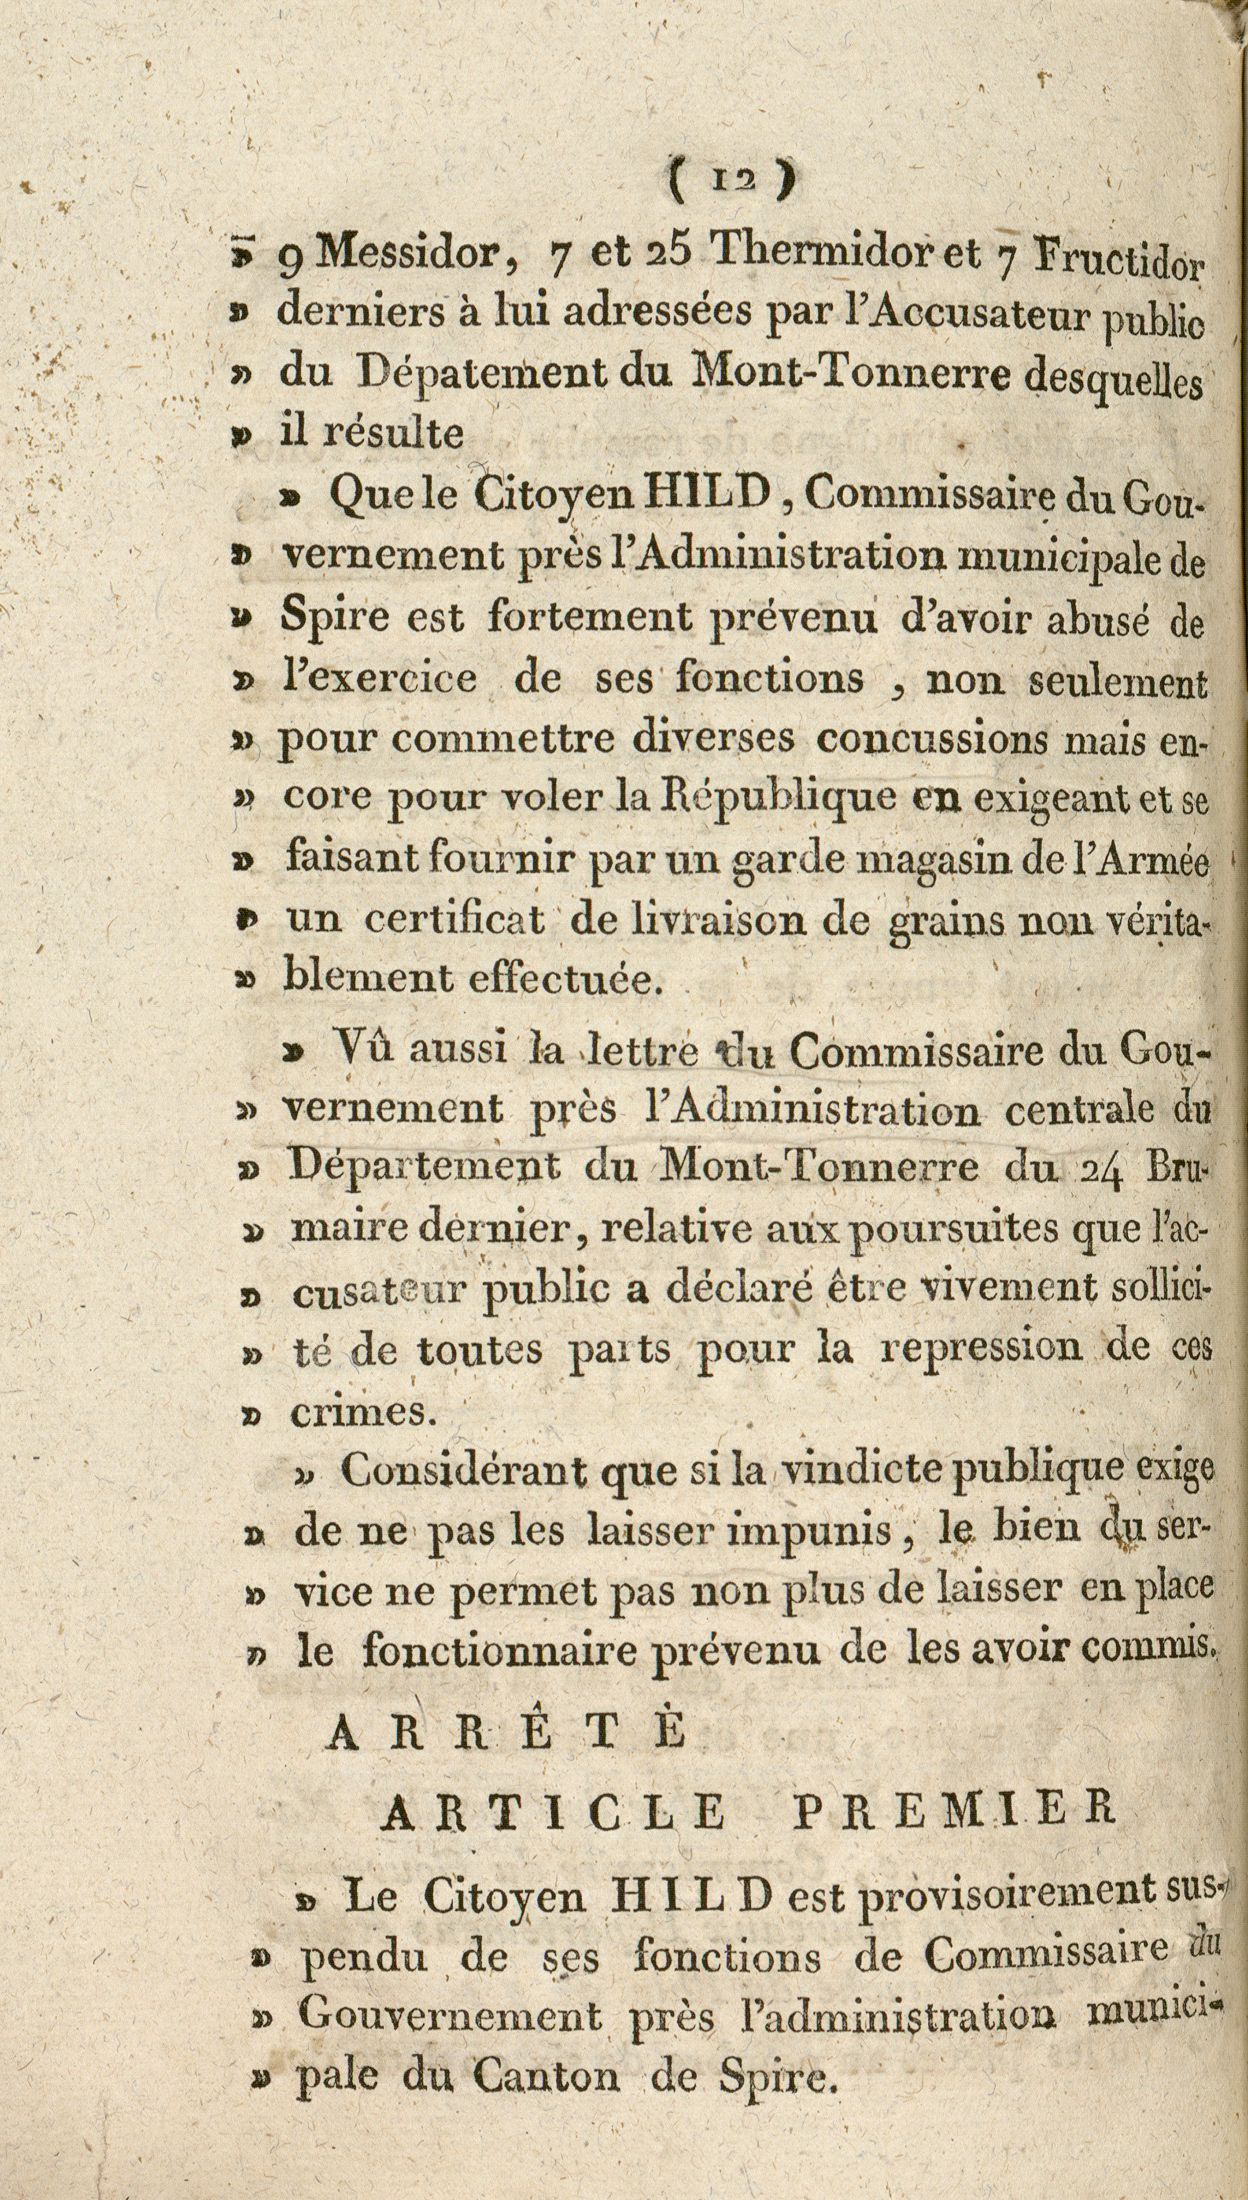 ( 12 )
» 9 Messidor, 7 et 25 Thermidor et 7 Fructidor
» derniers à lui adressées par l'Accusateur public
» du Dépatement du Mont-Tonnerre desquelles
» il résulte
» Que le Citoyen HILD, Commissaire du Gou-
» vernement près l'Administration municipale de
» Spire est fortement prévenu d'avoir abusé de
» l'exercice de ses fonctions , non seulement
» pour commettre diverses concussions mais en-
» core pour voler la République en exigeant et se
» faisant fournir par un garde magasin de l'Armée
» un certificat de livraison de grains non vérita-
» blement effectuée.
» Vû aussi la lettre du Commissaire du Gou-
» vernement près l'Administration centrale du
» Département du Mont-Tonnerre du 24 Bru-
» maire dernier, relative aux poursuites que l'ac-
» cusateur public a déclaré être vivement sollici-
» té de toutes parts pour la repression de ces
» crimes.
» Considérant que si la vindicte publique exige
» de ne pas les laisser impunis, le bien du ser-
» vice ne permet pas non plus de laisser en place
» le fonctionnaire prévenu de les avoir commis.
ARRÊTÈ
ARTICLE PREMIER
» Le Citoyen HILD est provisoirement sus-
» pendu de ses fonctions de Commissaire du
» Gouvernement près l'administration munici-
» pale du Canton de Spire.